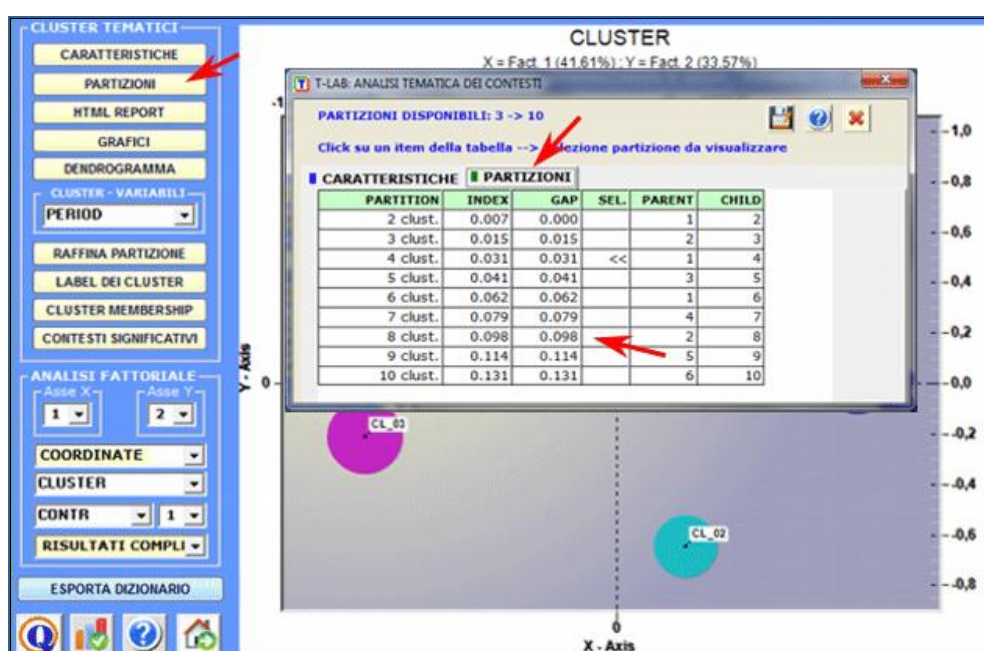 CLUSTER TEMATICI
CARATTERISTICHE
PARTIZIONI
HTML REPORT
GRAFICI
DENDROGRAMMA
CLUSTER - VARIABILI
PERIOD
RAFFINA PARTIZIONE
LABEL DEI CLUSTER
CLUSTER MEMBERSHIP
CONTESTI SIGNIFICATIVI
ANALISI FATTORIALE
Asse X Asse Y
1 2
COORDINATE
CLUSTER
CONTR 1
RISULTATI COMPLI
ESPORTA DIZIONARIO
Q ?
CLUSTER
X = Fact. 1 (41.61%) : Y = Fact. 2 (33.57%)
T-LAB: ANALISI TEMATICA DEI CONTESTI
PARTIZIONI DISPONIBILI: 3 -> 10
Click su un item della tabella --> selezione partizione da visualizzare
CARATTERISTICHE PARTIZIONI
PARTITION INDEX GAP SEL. PARENT CHILD
2 clust. 0.007 0.000 1 2
3 clust. 0.015 0.015 2 3
4 clust. 0.031 0.031 << 1 4
5 clust. 0.041 0.041 3 5
6 clust. 0.062 0.062 1 6
7 clust. 0.079 0.079 4 7
8 clust. 0.098 0.098 2 8
9 clust. 0.114 0.114 5 9
10 clust. 0.131 0.131 6 10
-1,0
-0,8
-0,6
-0,4
-0,2
0 -0,0
-0,2
-0,4
-0,6
-0,8
Y - Axis
CL_03
CL_02
0
X - Axis